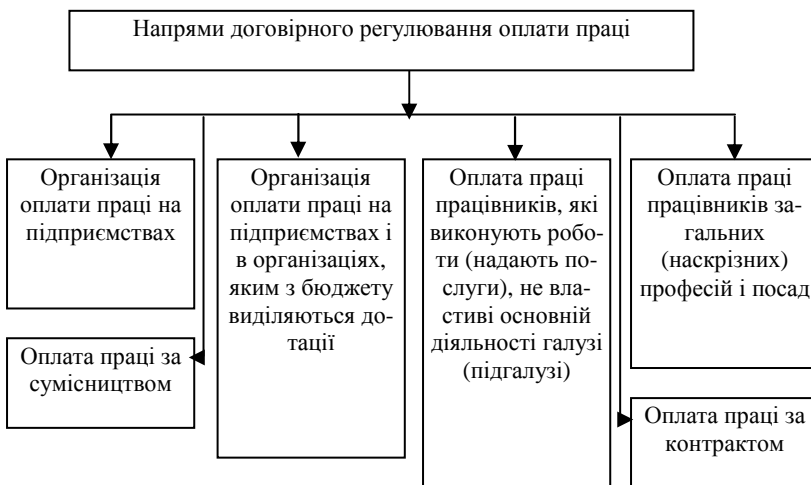 Напрями договірного регулювання оплати праці
Організація
оплати праці на
підприємствах
Організація
оплати праці на
підприємствах і
в організаціях,
яким з бюджету
виділяються до-
тації
Оплата праці
працівників, які
виконують робо-
ти (надають по-
слуги), не вла-
стиві основній
діяльності галузі
(підгалузі)
Оплата праці
працівників за-
гальних
(наскрізних)
професій і посад
Оплата праці за
сумісництвом
Оплата праці за
контрактом